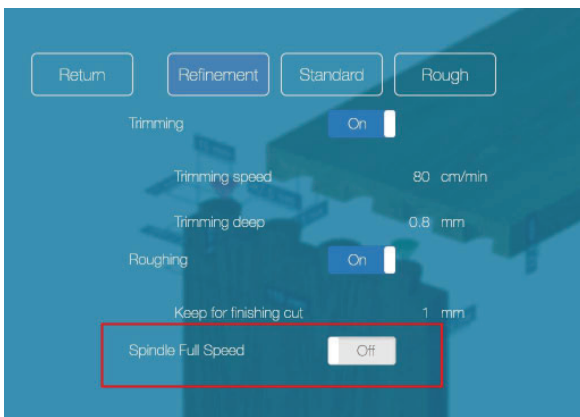 Return Refinement Standard Rough
Trimming On
Trimming speed 80 cm/min
Trimming deep 0.8 mm
Roughing On
Keep for finishing cut 1 mm
Spindle Full Speed Off